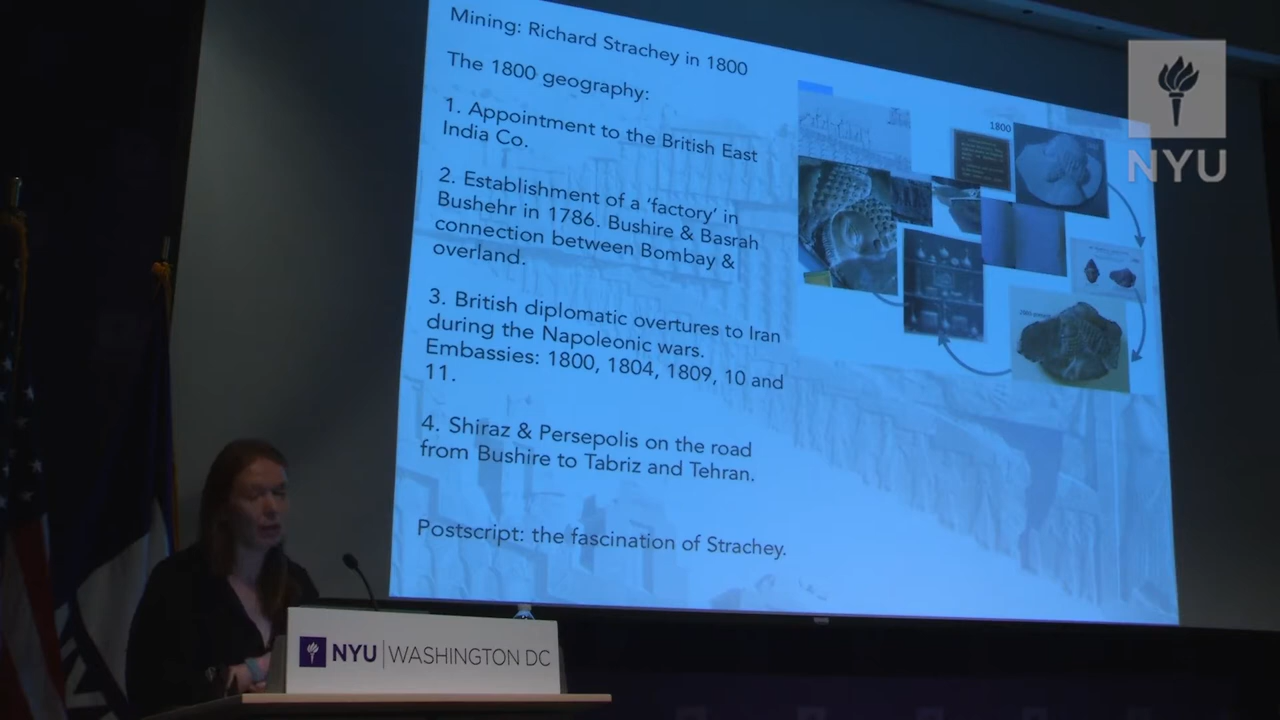 Mining: Richard Strachey in 1800
The 1800 geography:
1. Appointment to the British East
India Co.
2. Establishment of a ‘factory’ in
Bushehr in 1786. Bushire & Basrah
connection between Bombay &
overland.
3. British diplomatic overtures to Iran
during the Napoleonic wars.
Embassies: 1800, 1804, 1809, 10 and
11.
4. Shiraz & Persepolis on the road
from Bushire to Tabriz and Tehran.
Postscript: the fascination of Strachey.
1800
NYU
NYU WASHINGTON DC